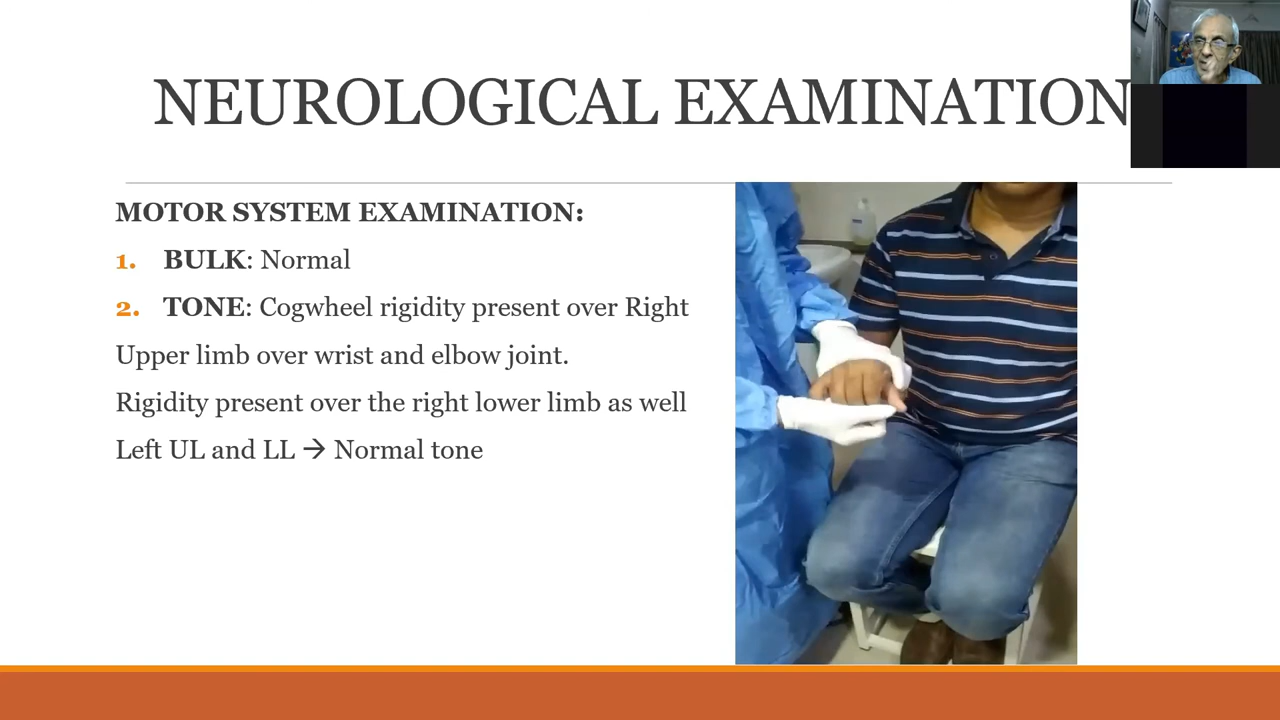 NEUROLOGICAL EXAMINATION
MOTOR SYSTEM EXAMINATION:
1. BULK: Normal
2. TONE: Cogwheel rigidity present over Right
Upper limb over wrist and elbow joint.
Rigidity present over the right lower limb as well
Left UL and LL → Normal tone